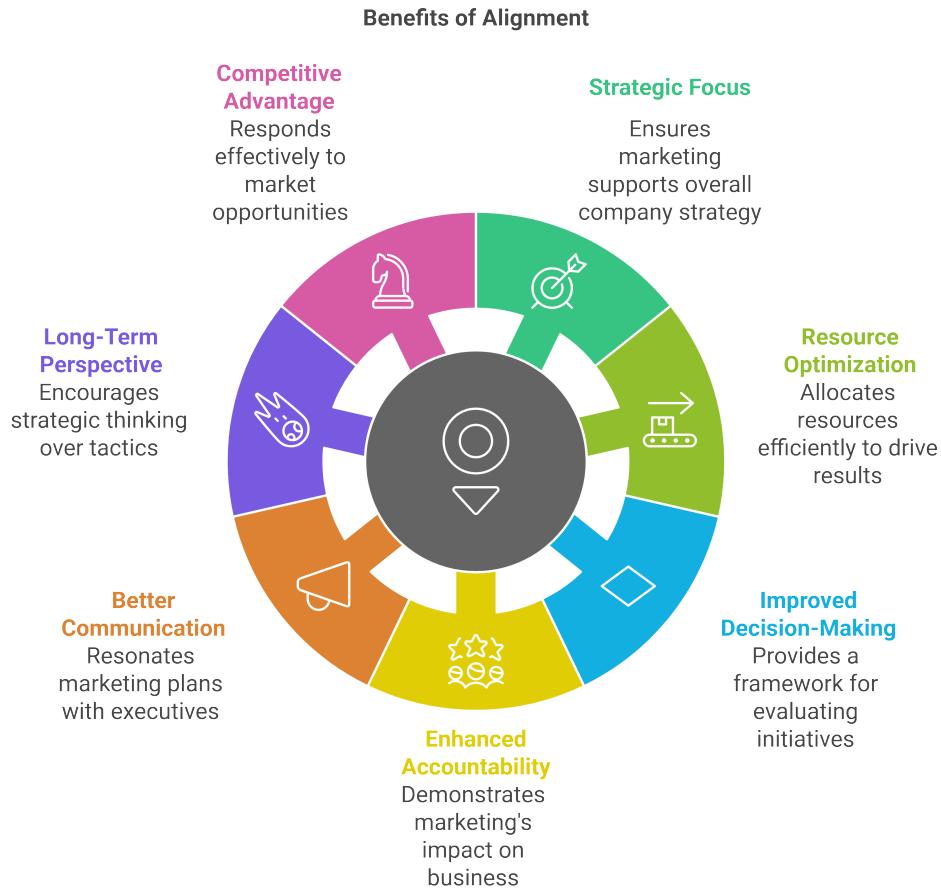 Benefits of Alignment
Competitive
Advantage
Responds
effectively to
market
opportunities
Strategic Focus
Ensures
marketing
supports overall
company strategy
Long-Term
Perspective
Encourages
strategic thinking
over tactics
Resource
Optimization
Allocates
resources
efficiently to drive
results
Better
Communication
Resonates
marketing plans
with executives
Improved
Decision-Making
Provides a
framework for
evaluating
initiatives
Enhanced
Accountability
Demonstrates
marketing's
impact on
business